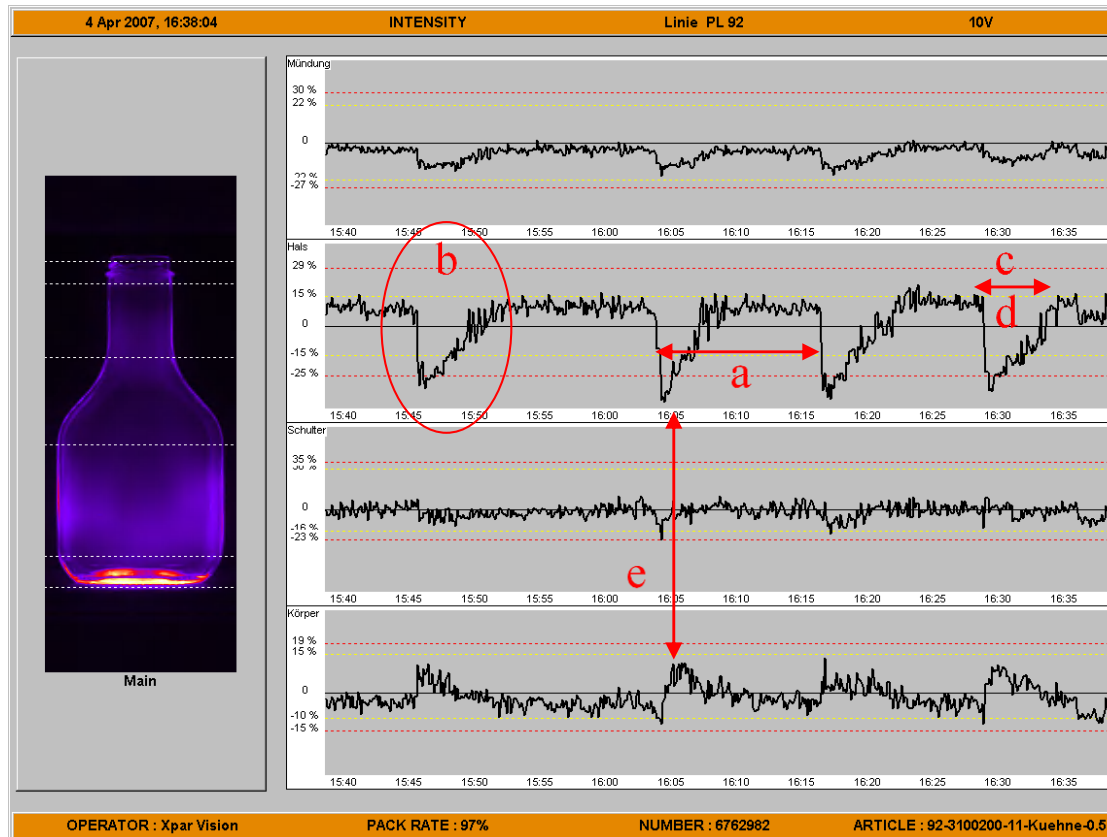 4 Apr 2007, 16:38:04 INTENSITY Linie PL 92 10V
Mündung
30 %
22 %
0
-22 %
-27 %
15:40 15:45 15:50 15:55 16:00 16:05 16:10 16:15 16:20 16:25 16:30 16:35
Hals
29 %
15 %
0
-15 %
-25 %
b
c
d
a
15:40 15:45 15:50 15:55 16:00 16:05 16:10 16:15 16:20 16:25 16:30 16:35
Schulter
35 %
30 %
0
-16 %
-23 %
e
15:40 15:45 15:50 15:55 16:00 16:05 16:10 16:15 16:20 16:25 16:30 16:35
Körper
19 %
15 %
0
-10 %
-15 %
15:40 15:45 15:50 15:55 16:00 16:05 16:10 16:15 16:20 16:25 16:30 16:35
Main
OPERATOR : Xpar Vision PACK RATE : 97% NUMBER : 6762982 ARTICLE : 92-3100200-11-Kuehne-0.5